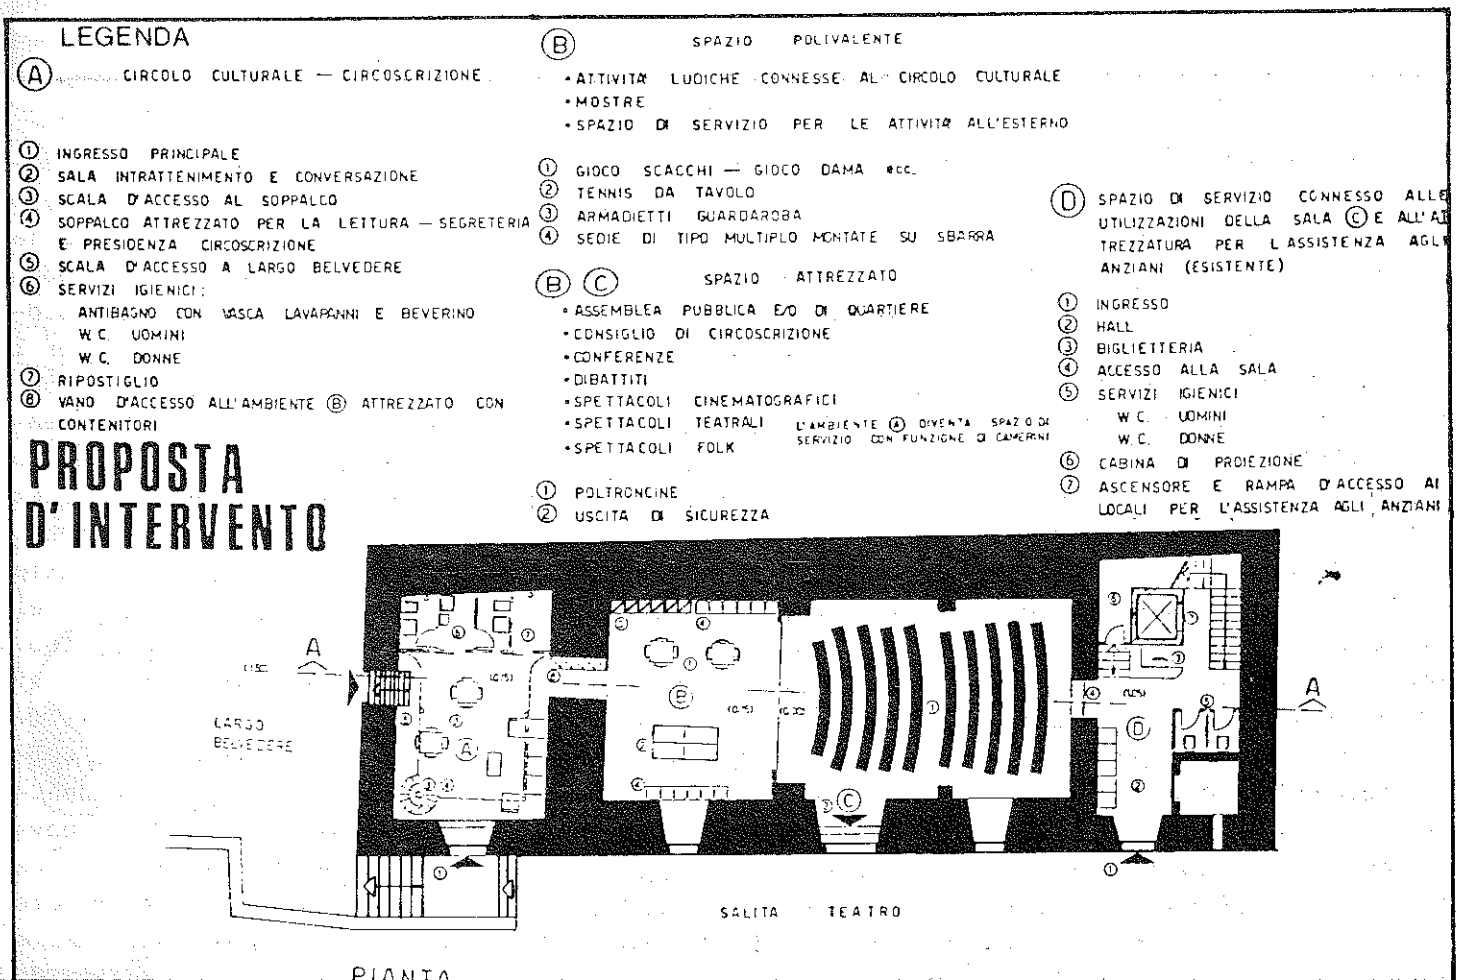 LEGENDA
Ⓐ CIRCOLO CULTURALE — CIRCOSCRIZIONE
① INGRESSO PRINCIPALE
② SALA INTRATTENIMENTO E CONVERSAZIONE
③ SCALA D'ACCESSO AL SOPPALCO
④ SOPPALCO ATTREZZATO PER LA LETTURA — SEGRETERIA
E PRESIDENZA CIRCOSCRIZIONE
⑤ SCALA D'ACCESSO A LARGO BELVEDERE
⑥ SERVIZI IGIENICI:
ANTIBAGNO CON VASCA LAVAPANNI E BEVERINO
W.C. UOMINI
W.C. DONNE
⑦ RIPOSTIGLIO
⑧ VANO D'ACCESSO ALL'AMBIENTE Ⓑ ATTREZZATO CON
CONTENITORI
PROPOSTA
D'INTERVENTO
Ⓑ SPAZIO POLIVALENTE
• ATTIVITA' LUDICHE CONNESSE AL CIRCOLO CULTURALE
• MOSTRE
• SPAZIO DI SERVIZIO PER LE ATTIVITA' ALL'ESTERNO
① GIOCO SCACCHI — GIOCO DAMA ecc.
② TENNIS DA TAVOLO
③ ARMADIETTI GUARDAROBA
④ SEDIE DI TIPO MULTIPLO MONTATE SU SBARRA
Ⓑ Ⓒ SPAZIO ATTREZZATO
• ASSEMBLEA PUBBLICA E/O DI QUARTIERE
• CONSIGLIO DI CIRCOSCRIZIONE
• CONFERENZE
• DIBATTITI
• SPETTACOLI CINEMATOGRAFICI
• SPETTACOLI TEATRALI L'AMBIENTE Ⓐ DIVENTA SPAZIO DI
SERVIZIO CON FUNZIONE DI CAMERINI
• SPETTACOLI FOLK
① POLTRONCINE
② USCITA DI SICUREZZA
Ⓓ SPAZIO DI SERVIZIO CONNESSO ALLE
UTILIZZAZIONI DELLA SALA Ⓒ E ALL'AT
TREZZATURA PER L'ASSISTENZA AGLI
ANZIANI (ESISTENTE)
① INGRESSO
② HALL
③ BIGLIETTERIA
④ ACCESSO ALLA SALA
⑤ SERVIZI IGIENICI
W.C. UOMINI
W.C. DONNE
⑥ CABINA DI PROIEZIONE
⑦ ASCENSORE E RAMPA D'ACCESSO AI
LOCALI PER L'ASSISTENZA AGLI ANZIANI
A
A
LARGO
BELVEDERE
Ⓐ
Ⓑ
Ⓒ
Ⓓ
(0.15)
(0.15)
SALITA TEATRO
PIANTA